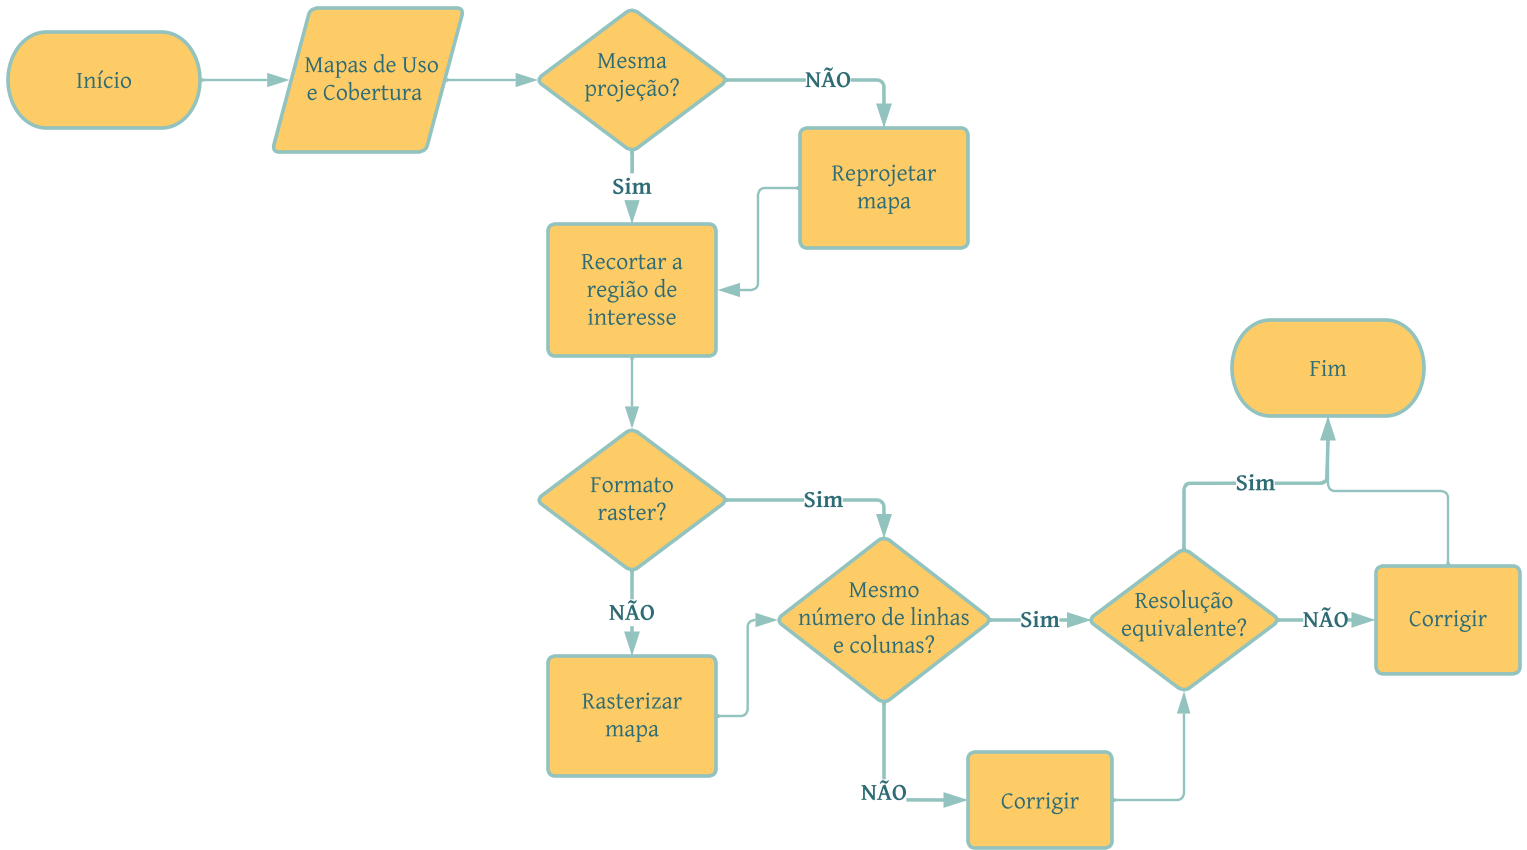 Início
Mapas de Uso
e Cobertura
Mesma
projeção?
NÃO
Reprojetar
mapa
Sim
Recortar a
região de
interesse
Formato
raster?
Sim
NÃO
Rasterizar
mapa
Mesmo
número de linhas
e colunas?
Sim
NÃO
Corrigir
Resolução
equivalente?
Sim
NÃO
Corrigir
Fim